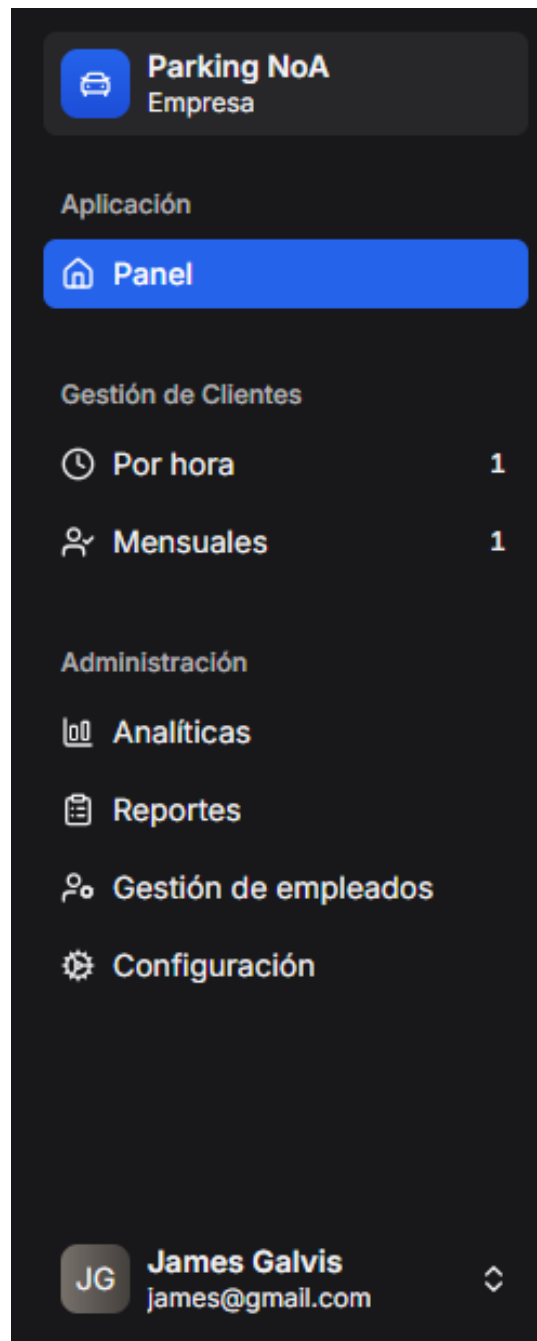 Parking NoA
Empresa
Aplicación
Panel
Gestión de Clientes
Por hora 1
Mensuales 1
Administración
Analíticas
Reportes
Gestión de empleados
Configuración
JG
James Galvis
james@gmail.com